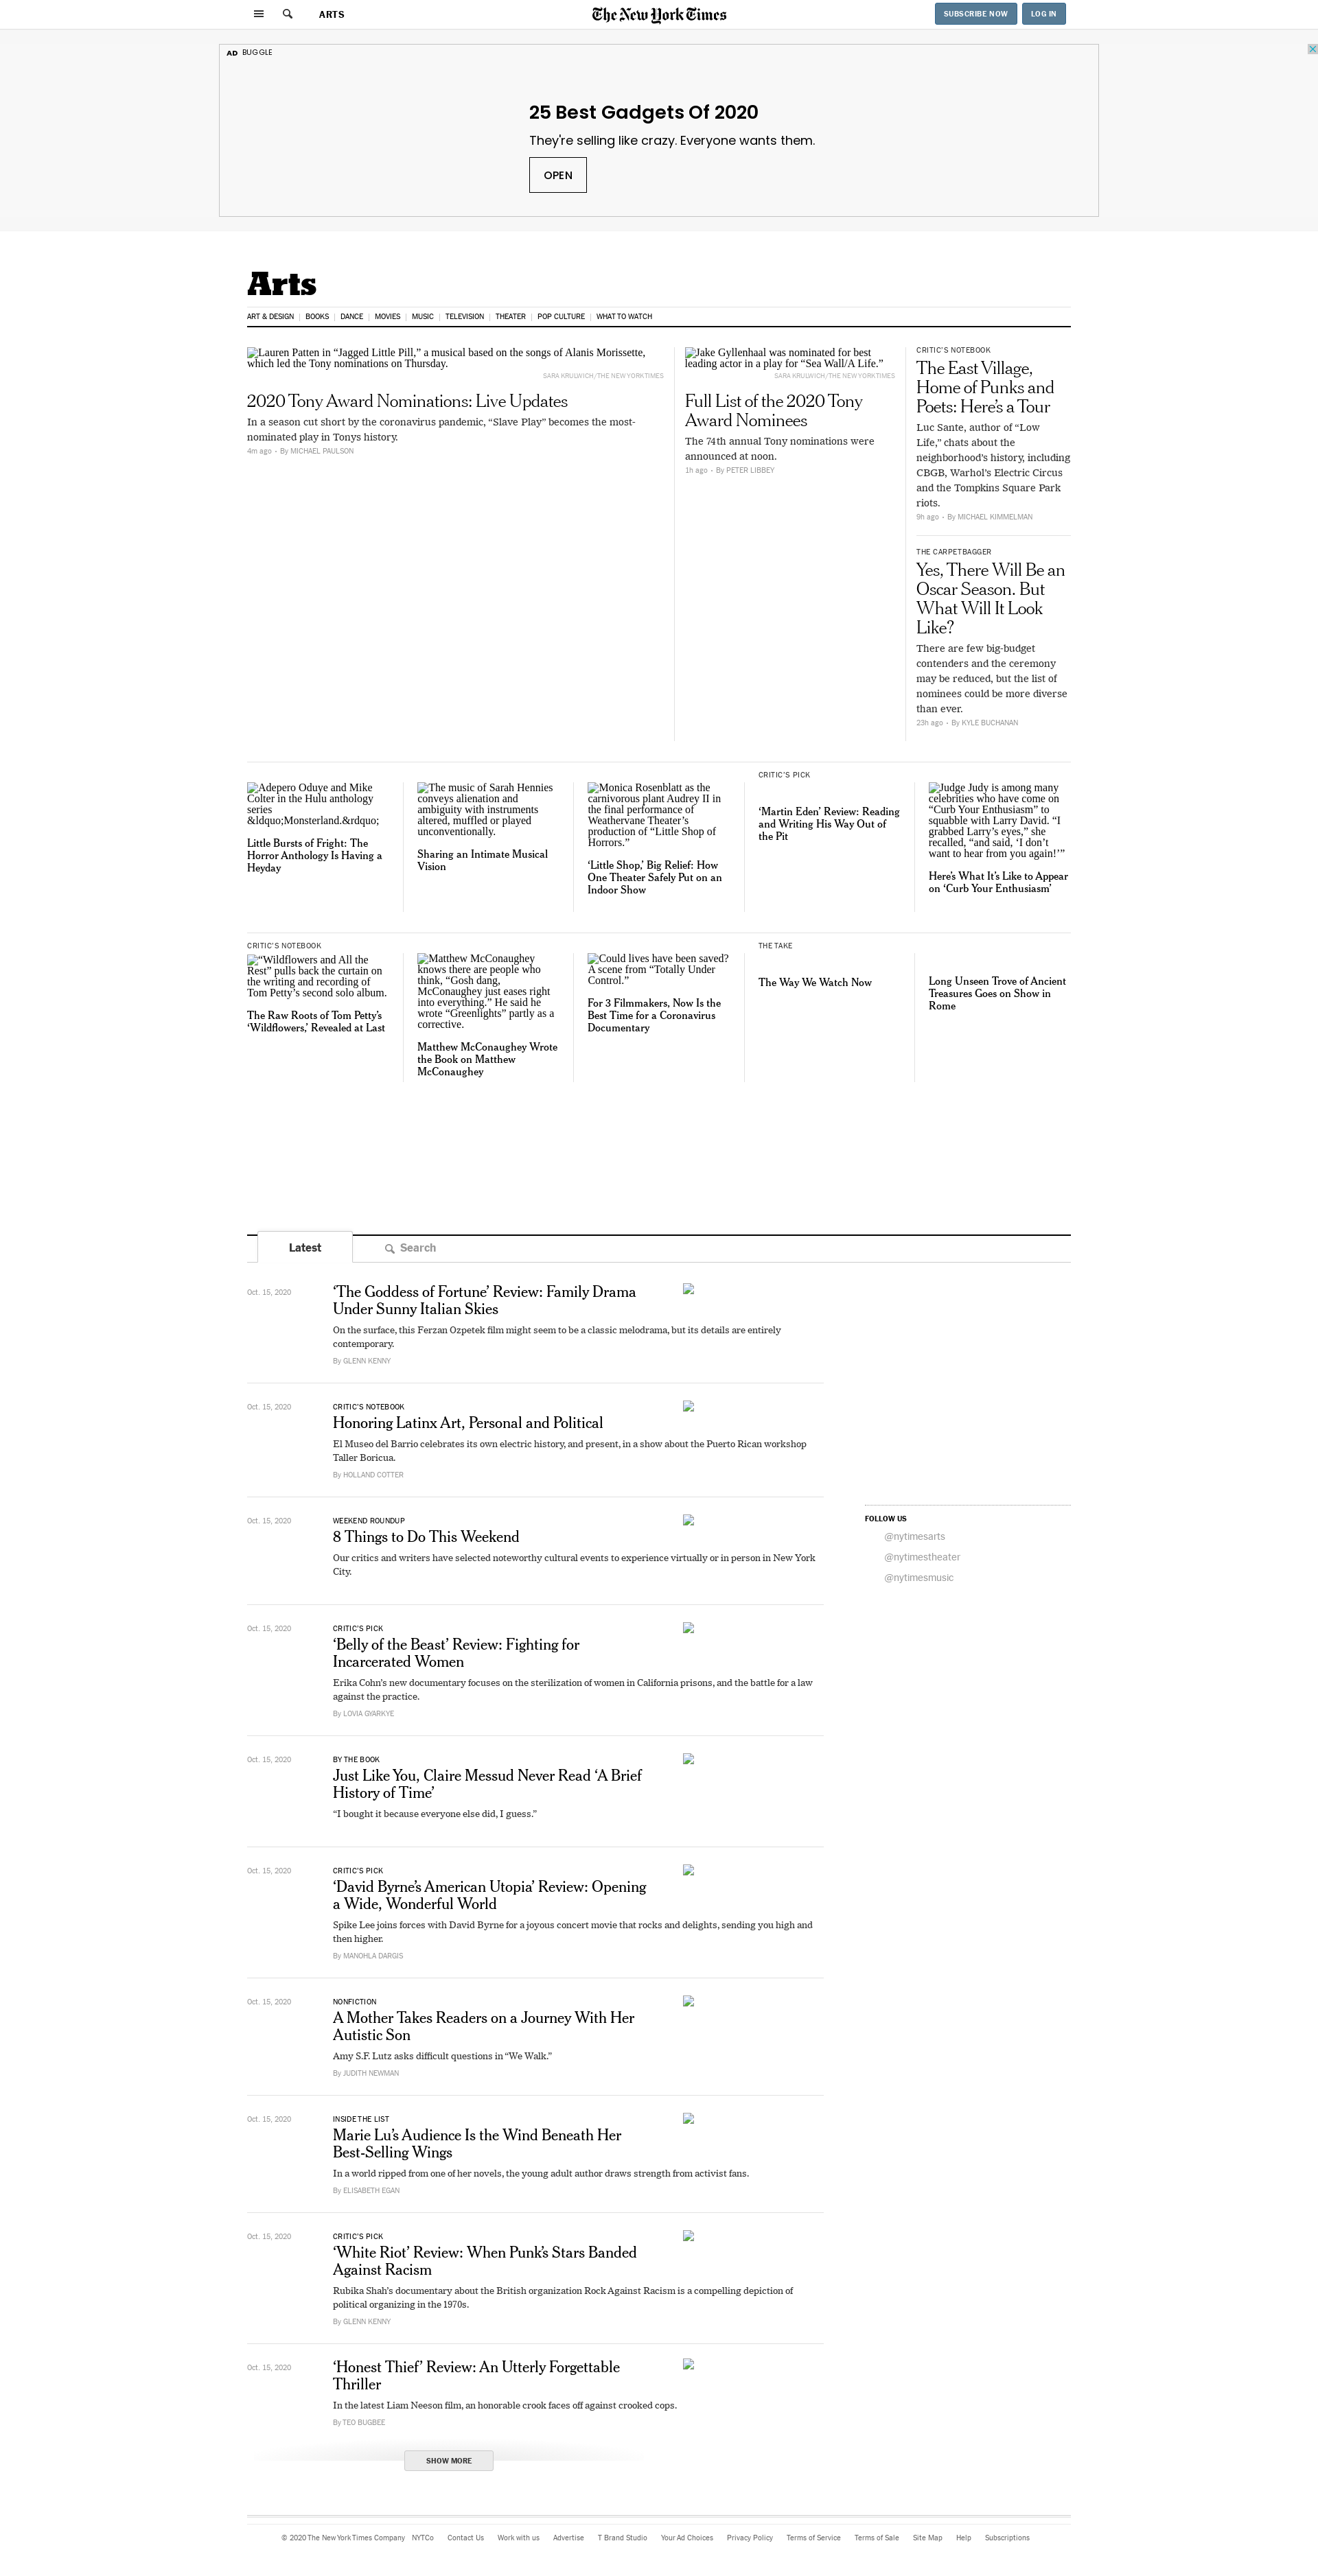 ARTS
The New York Times
SUBSCRIBE NOW
LOG IN
AD BUGGLE
25 Best Gadgets Of 2020
They're selling like crazy. Everyone wants them.
OPEN
Arts
ART & DESIGN
BOOKS
DANCE
MOVIES
MUSIC
TELEVISION
THEATER
POP CULTURE
WHAT TO WATCH
Lauren Patten in “Jagged Little Pill,” a musical based on the songs of Alanis Morissette,
which led the Tony nominations on Thursday.
SARA KRULWICH/THE NEW YORK TIMES
2020 Tony Award Nominations: Live Updates
In a season cut short by the coronavirus pandemic, “Slave Play” becomes the most-
nominated play in Tonys history.
4m ago • By MICHAEL PAULSON
Jake Gyllenhaal was nominated for best
leading actor in a play for “Sea Wall/A Life.”
SARA KRULWICH/THE NEW YORK TIMES
Full List of the 2020 Tony
Award Nominees
The 74th annual Tony nominations were
announced at noon.
1h ago • By PETER LIBBEY
CRITIC’S NOTEBOOK
The East Village,
Home of Punks and
Poets: Here’s a Tour
Luc Sante, author of “Low
Life,” chats about the
neighborhood’s history, including
CBGB, Warhol’s Electric Circus
and the Tompkins Square Park
riots.
9h ago • By MICHAEL KIMMELMAN
THE CARPETBAGGER
Yes, There Will Be an
Oscar Season. But
What Will It Look
Like?
There are few big-budget
contenders and the ceremony
may be reduced, but the list of
nominees could be more diverse
than ever.
23h ago • By KYLE BUCHANAN
Adepero Oduye and Mike
Colter in the Hulu anthology
series
&ldquo;Monsterland.&rdquo;
Little Bursts of Fright: The
Horror Anthology Is Having a
Heyday
The music of Sarah Hennies
conveys alienation and
ambiguity with instruments
altered, muffled or played
unconventionally.
Sharing an Intimate Musical
Vision
Monica Rosenblatt as the
carnivorous plant Audrey II in
the final performance of
Weathervane Theater’s
production of “Little Shop of
Horrors.”
‘Little Shop,’ Big Relief: How
One Theater Safely Put on an
Indoor Show
CRITIC’S PICK
‘Martin Eden’ Review: Reading
and Writing His Way Out of
the Pit
Judge Judy is among many
celebrities who have come on
“Curb Your Enthusiasm” to
squabble with Larry David. “I
grabbed Larry’s eyes,” she
recalled, “and said, ‘I don’t
want to hear from you again!’”
Here’s What It’s Like to Appear
on ‘Curb Your Enthusiasm’
CRITIC’S NOTEBOOK
“Wildflowers and All the
Rest” pulls back the curtain on
the writing and recording of
Tom Petty’s second solo album.
The Raw Roots of Tom Petty’s
‘Wildflowers,’ Revealed at Last
Matthew McConaughey
knows there are people who
think, “Gosh dang,
McConaughey just eases right
into everything.” He said he
wrote “Greenlights” partly as a
corrective.
Matthew McConaughey Wrote
the Book on Matthew
McConaughey
Could lives have been saved?
A scene from “Totally Under
Control.”
For 3 Filmmakers, Now Is the
Best Time for a Coronavirus
Documentary
THE TAKE
The Way We Watch Now
Long Unseen Trove of Ancient
Treasures Goes on Show in
Rome
Latest
Search
Oct. 15, 2020
‘The Goddess of Fortune’ Review: Family Drama
Under Sunny Italian Skies
On the surface, this Ferzan Ozpetek film might seem to be a classic melodrama, but its details are entirely
contemporary.
By GLENN KENNY
Oct. 15, 2020
CRITIC’S NOTEBOOK
Honoring Latinx Art, Personal and Political
El Museo del Barrio celebrates its own electric history, and present, in a show about the Puerto Rican workshop
Taller Boricua.
By HOLLAND COTTER
Oct. 15, 2020
WEEKEND ROUNDUP
8 Things to Do This Weekend
Our critics and writers have selected noteworthy cultural events to experience virtually or in person in New York
City.
FOLLOW US
@nytimesarts
@nytimestheater
@nytimesmusic
Oct. 15, 2020
CRITIC’S PICK
‘Belly of the Beast’ Review: Fighting for
Incarcerated Women
Erika Cohn’s new documentary focuses on the sterilization of women in California prisons, and the battle for a law
against the practice.
By LOVIA GYARKYE
Oct. 15, 2020
BY THE BOOK
Just Like You, Claire Messud Never Read ‘A Brief
History of Time’
“I bought it because everyone else did, I guess.”
Oct. 15, 2020
CRITIC’S PICK
‘David Byrne’s American Utopia’ Review: Opening
a Wide, Wonderful World
Spike Lee joins forces with David Byrne for a joyous concert movie that rocks and delights, sending you high and
then higher.
By MANOHLA DARGIS
Oct. 15, 2020
NONFICTION
A Mother Takes Readers on a Journey With Her
Autistic Son
Amy S.F. Lutz asks difficult questions in “We Walk.”
By JUDITH NEWMAN
Oct. 15, 2020
INSIDE THE LIST
Marie Lu’s Audience Is the Wind Beneath Her
Best-Selling Wings
In a world ripped from one of her novels, the young adult author draws strength from activist fans.
By ELISABETH EGAN
Oct. 15, 2020
CRITIC’S PICK
‘White Riot’ Review: When Punk’s Stars Banded
Against Racism
Rubika Shah’s documentary about the British organization Rock Against Racism is a compelling depiction of
political organizing in the 1970s.
By GLENN KENNY
Oct. 15, 2020
‘Honest Thief’ Review: An Utterly Forgettable
Thriller
In the latest Liam Neeson film, an honorable crook faces off against crooked cops.
By TEO BUGBEE
SHOW MORE
© 2020 The New York Times Company
NYTCo
Contact Us
Work with us
Advertise
T Brand Studio
Your Ad Choices
Privacy Policy
Terms of Service
Terms of Sale
Site Map
Help
Subscriptions